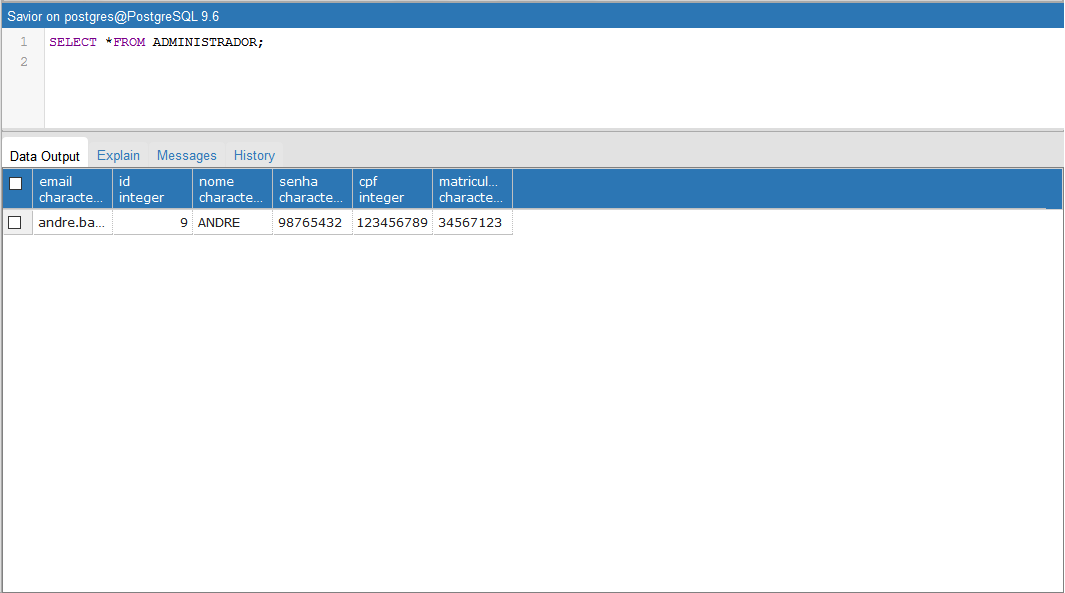 Savior on postgres@PostgreSQL 9.6
1 SELECT *FROM ADMINISTRADOR;
2
Data Output Explain Messages History
email id nome senha cpf matricul...
characte... integer characte... characte... integer characte...
andre.ba... 9 ANDRE 98765432 123456789 34567123